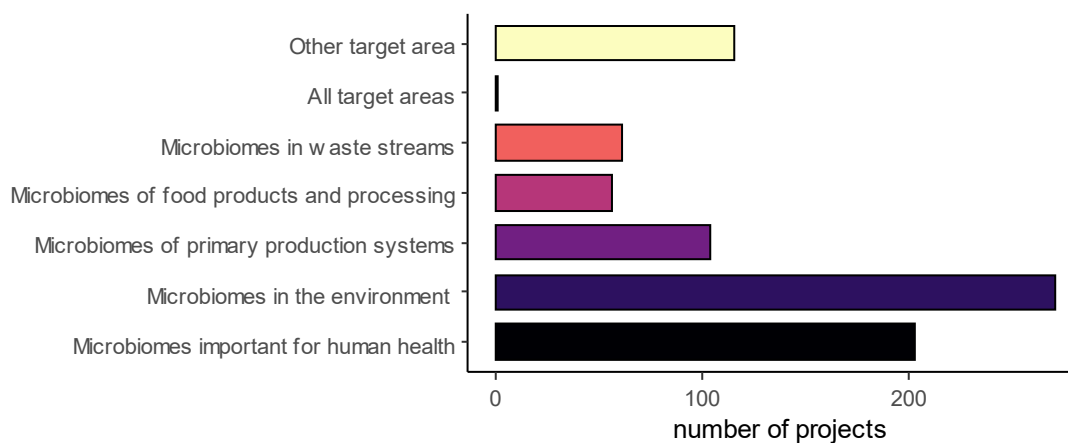 Other target area
All target areas
Microbiomes in waste streams
Microbiomes of food products and processing
Microbiomes of primary production systems
Microbiomes in the environment
Microbiomes important for human health
0 100 200
number of projects